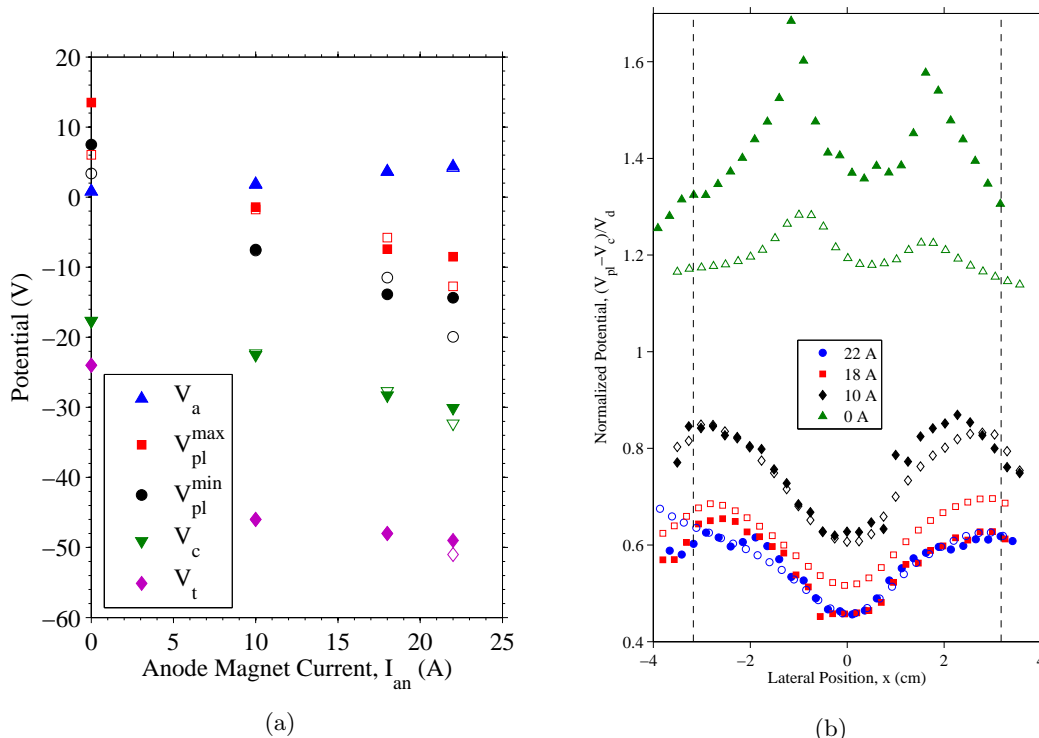 20
10
0
−10
−20
−30
−40
−50
−60
Potential (V)
V_a
V_pl^max
V_pl^min
V_c
V_t
0
5
10
15
20
25
Anode Magnet Current, I_an (A)
(a)
1.6
1.4
1.2
1
0.8
0.6
0.4
Normalized Potential, (V_pl−V_c)/V_d
22 A
18 A
10 A
0 A
−4
−2
0
2
4
Lateral Position, x (cm)
(b)